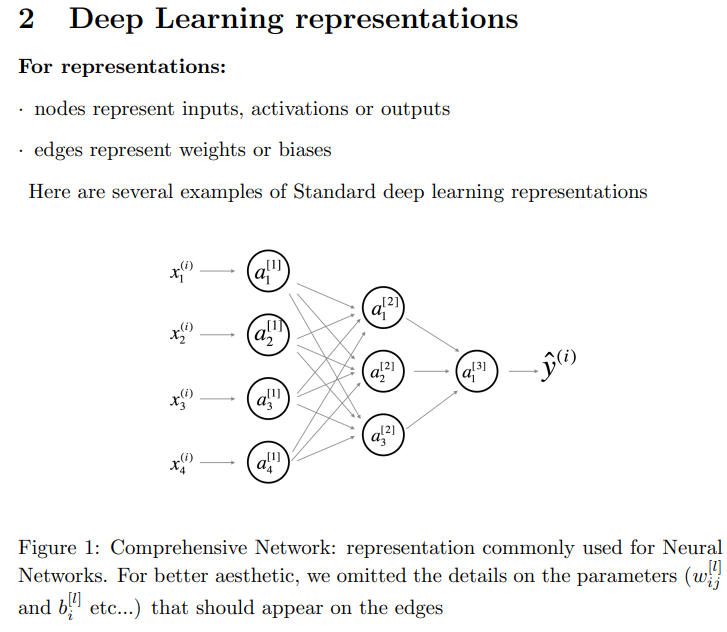 2 Deep Learning representations
For representations:
· nodes represent inputs, activations or outputs
· edges represent weights or biases
Here are several examples of Standard deep learning representations
x_1^{(i)} a_1^{[1]}
a_1^{[2]}
x_2^{(i)} a_2^{[1]}
a_2^{[2]} a_1^{[3]} ŷ^{(i)}
x_3^{(i)} a_3^{[1]}
a_3^{[2]}
x_4^{(i)} a_4^{[1]}
Figure 1: Comprehensive Network: representation commonly used for Neural
Networks. For better aesthetic, we omitted the details on the parameters (w_{ij}^{[l]}
and b_i^{[l]} etc...) that should appear on the edges